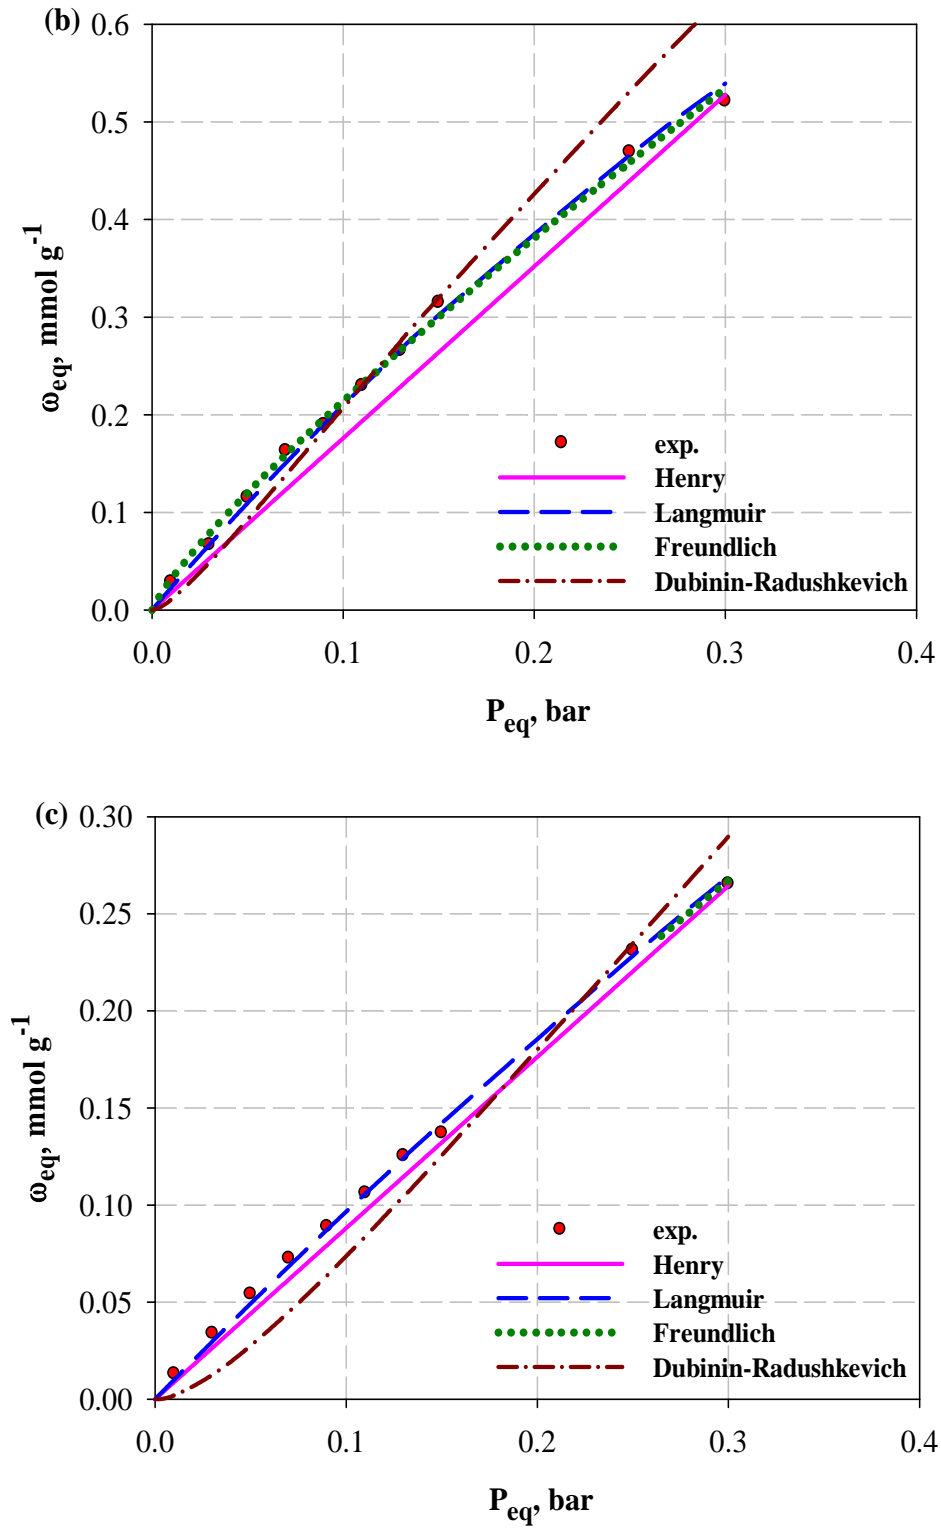 (b)
0.6
0.5
0.4
0.3
0.2
0.1
0.0
ωeq, mmol g-1
exp.
Henry
Langmuir
Freundlich
Dubinin-Radushkevich
0.0 0.1 0.2 0.3 0.4
Peq, bar
(c)
0.30
0.25
0.20
0.15
0.10
0.05
0.00
ωeq, mmol g-1
exp.
Henry
Langmuir
Freundlich
Dubinin-Radushkevich
0.0 0.1 0.2 0.3 0.4
Peq, bar